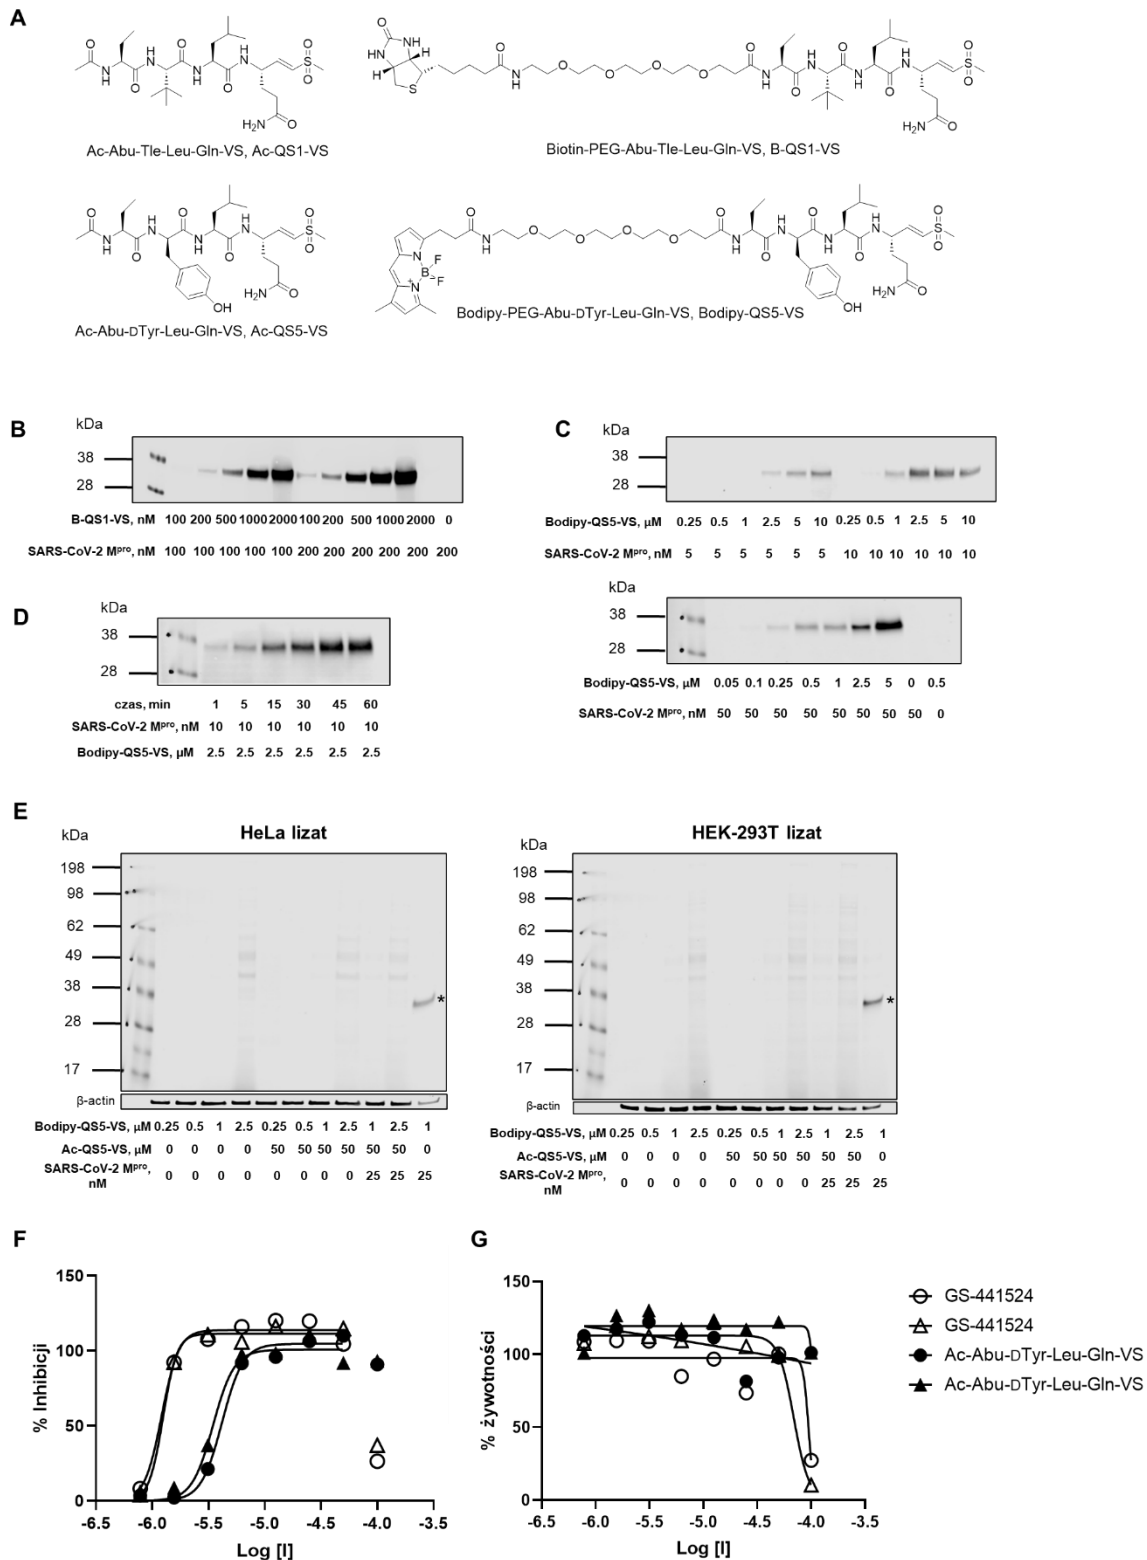 A
Ac-Abu-Tle-Leu-Gln-VS, Ac-QS1-VS
Biotin-PEG-Abu-Tle-Leu-Gln-VS, B-QS1-VS
Ac-Abu-DTyr-Leu-Gln-VS, Ac-QS5-VS
Bodipy-PEG-Abu-DTyr-Leu-Gln-VS, Bodipy-QS5-VS
B
kDa
38
28
B-QS1-VS, nM 100 200 500 1000 2000 100 200 500 1000 2000 0
SARS-CoV-2 Mpro, nM 100 100 100 100 100 200 200 200 200 200 200
C
kDa
38
28
Bodipy-QS5-VS, µM 0.25 0.5 1 2.5 5 10 0.25 0.5 1 2.5 5 10
SARS-CoV-2 Mpro, nM 5 5 5 5 5 5 10 10 10 10 10 10
kDa
38
28
Bodipy-QS5-VS, µM 0.05 0.1 0.25 0.5 1 2.5 5 0 0.5
SARS-CoV-2 Mpro, nM 50 50 50 50 50 50 50 50 0
D
kDa
38
28
czas, min 1 5 15 30 45 60
SARS-CoV-2 Mpro, nM 10 10 10 10 10 10
Bodipy-QS5-VS, µM 2.5 2.5 2.5 2.5 2.5 2.5
E
HeLa lizat
kDa
198
98
62
49
38
28
17
*
β-actin
Bodipy-QS5-VS, µM 0.25 0.5 1 2.5 0.25 0.5 1 2.5 1 2.5 1
Ac-QS5-VS, µM 0 0 0 0 50 50 50 50 50 50 0
SARS-CoV-2 Mpro, nM 0 0 0 0 0 0 0 0 25 25 25
HEK-293T lizat
kDa
198
98
62
49
38
28
17
*
β-actin
Bodipy-QS5-VS, µM 0.25 0.5 1 2.5 0.25 0.5 1 2.5 1 2.5 1
Ac-QS5-VS, µM 0 0 0 0 50 50 50 50 50 50 0
SARS-CoV-2 Mpro, nM 0 0 0 0 0 0 0 0 25 25 25
F
% Inhibicji
150
100
50
0
-6.5 -6.0 -5.5 -5.0 -4.5 -4.0 -3.5
Log [I]
G
% żywotności
150
100
50
0
-6.5 -6.0 -5.5 -5.0 -4.5 -4.0 -3.5
Log [I]
GS-441524
GS-441524
Ac-Abu-DTyr-Leu-Gln-VS
Ac-Abu-DTyr-Leu-Gln-VS